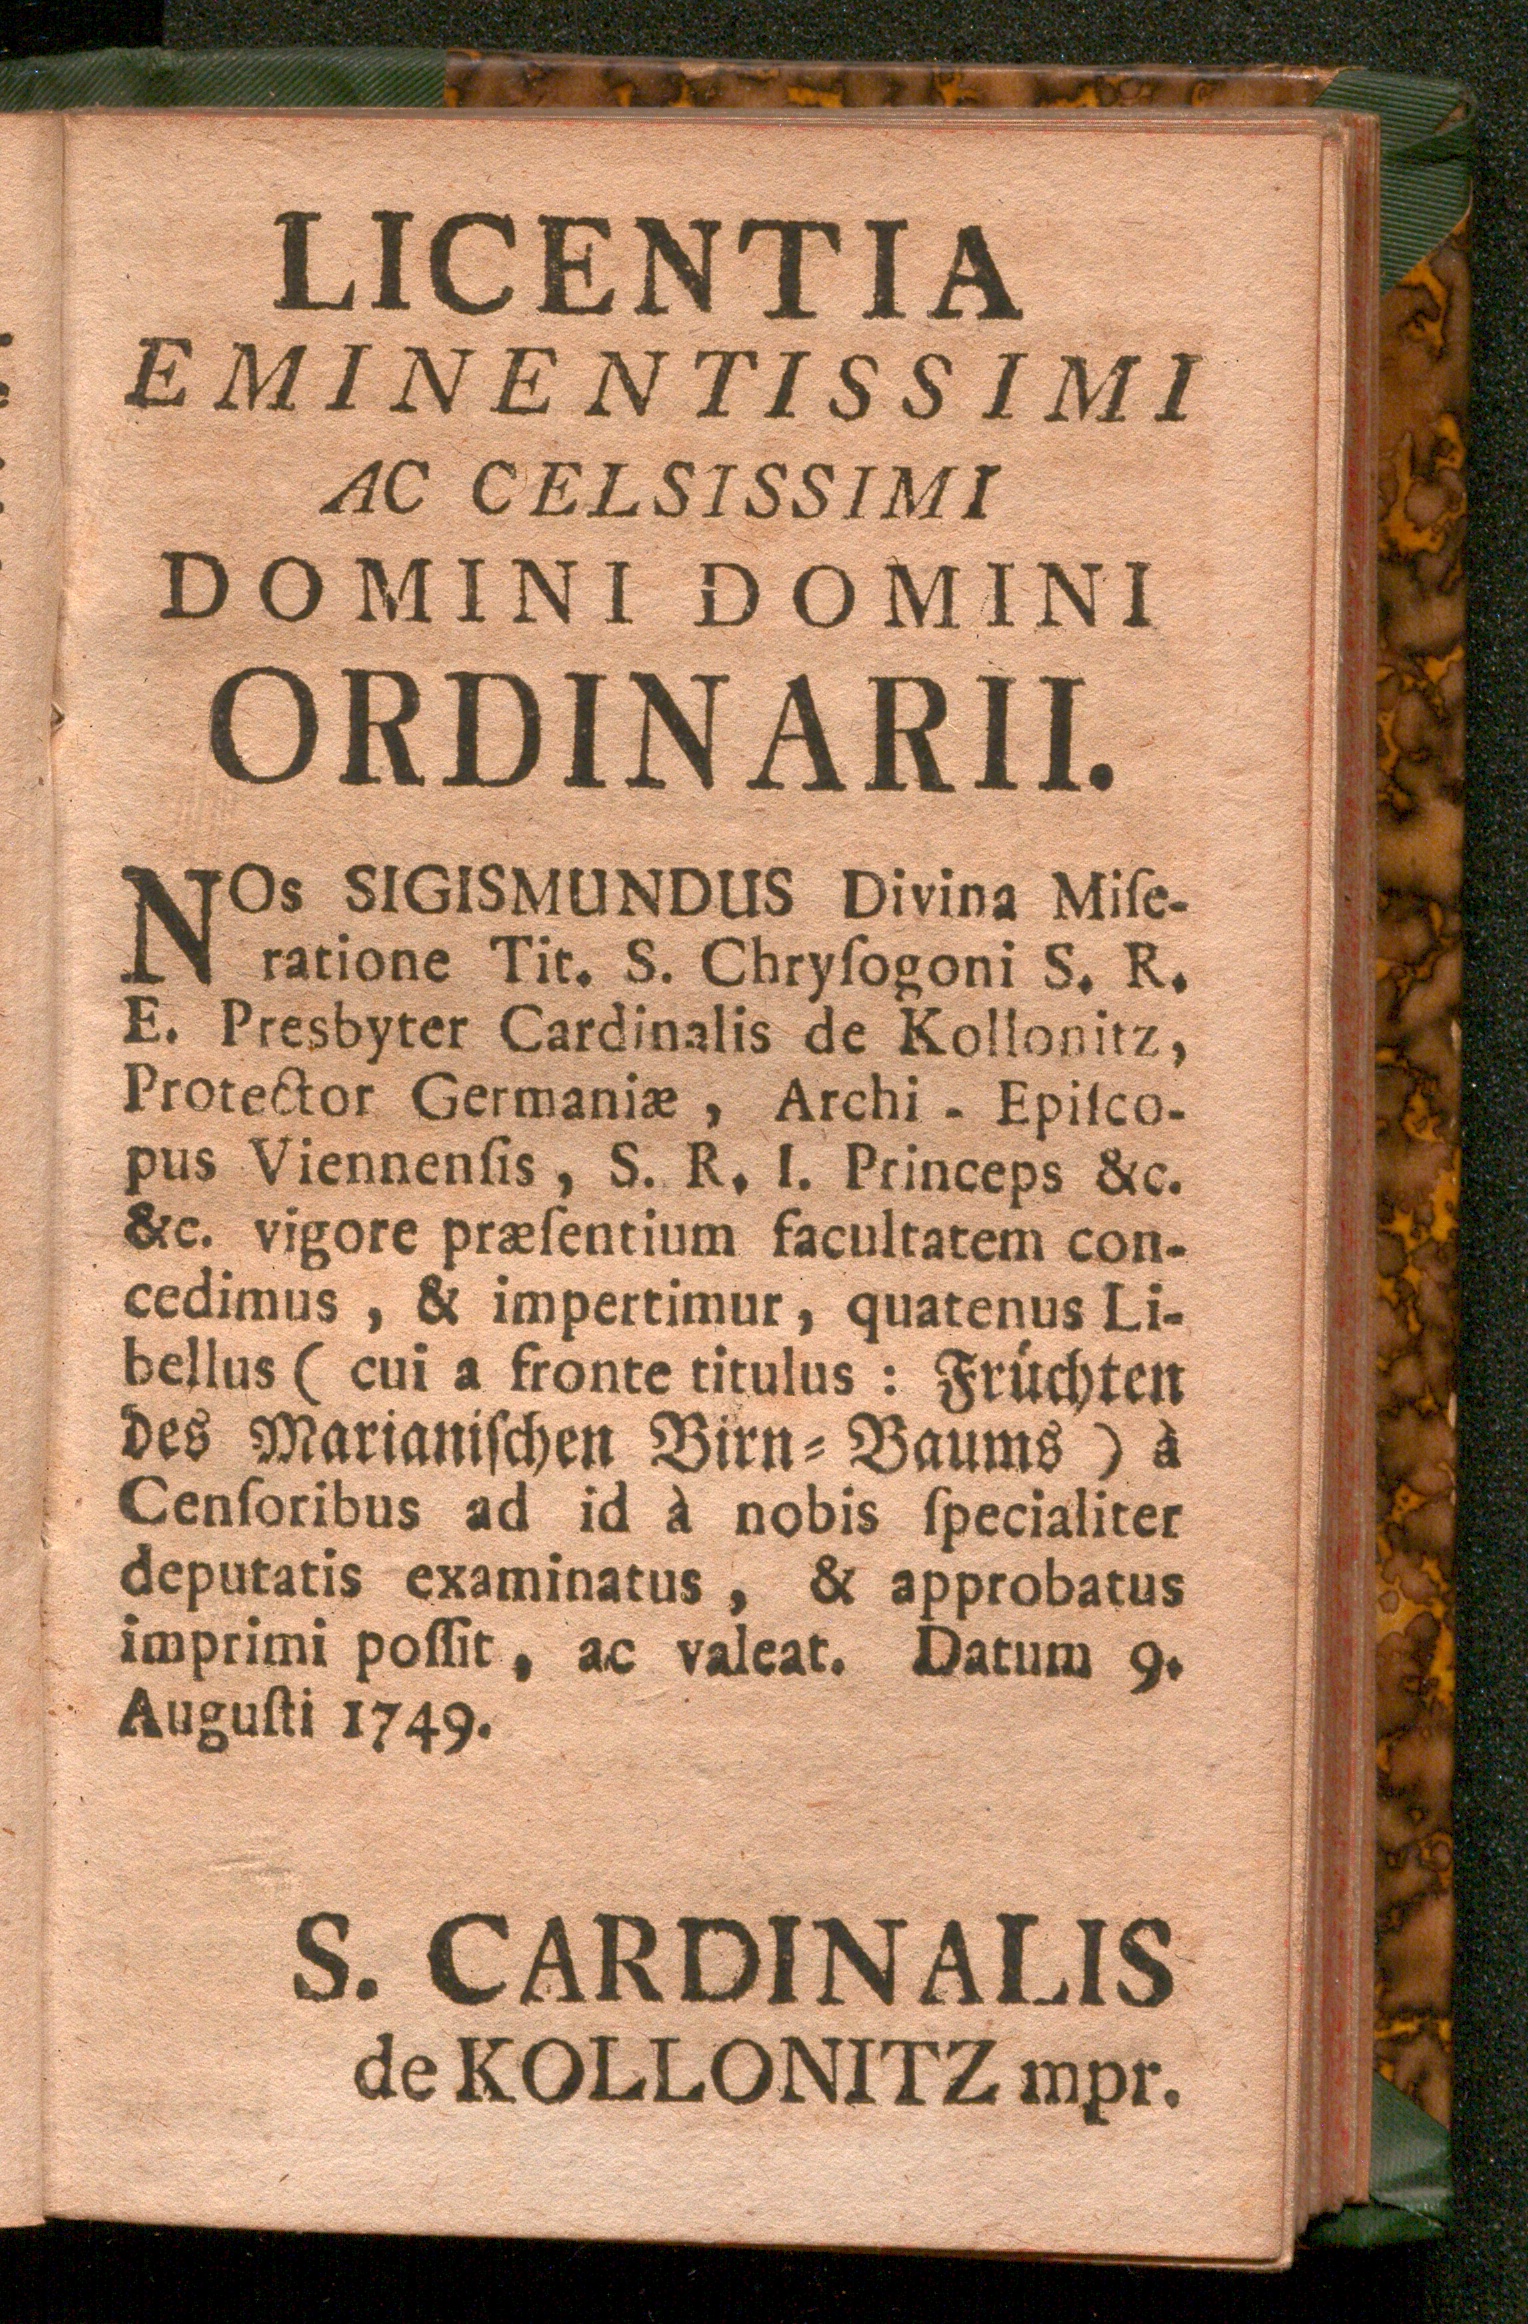 LICENTIA
EMINENTISSIMI
AC CELSISSIMI
DOMINI DOMINI
ORDINARII.
NOs SIGISMUNDUS Divina Miſe-
ratione Tit. S. Chryſogoni S. R.
E. Presbyter Cardinalis de Kollonitz,
Protector Germaniæ, Archi-Epiſco-
pus Viennenſis, S. R. I. Princeps &c.
&c. vigore præſentium facultatem con-
cedimus, & impertimur, quatenus Li-
bellus ( cui a fronte titulus : Früchten
des Marianiſchen Birn-Baums ) à
Cenſoribus ad id à nobis ſpecialiter
deputatis examinatus, & approbatus
imprimi poſſit, ac valeat. Datum 9.
Auguſti 1749.
S. CARDINALIS
de KOLLONITZ mpr.